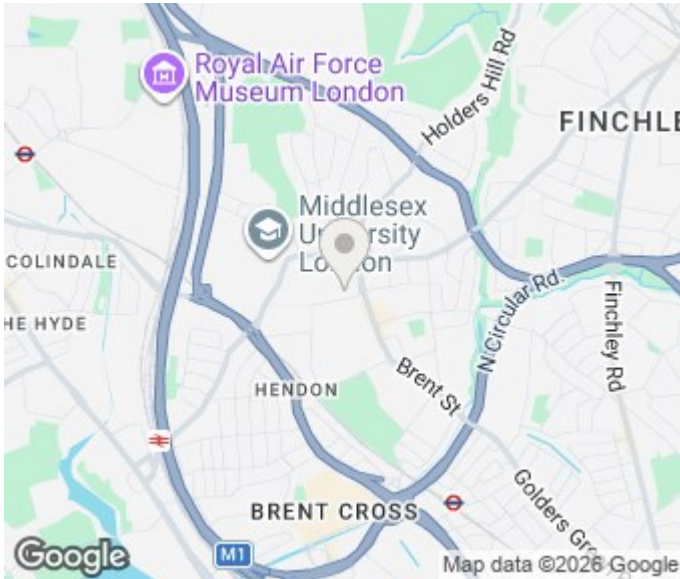 Royal Air Force
Museum London
Holders Hill Rd
FINCHLE
Middlesex
University
London
COLINDALE
HE HYDE
N Circular Rd.
Finchley Rd
HENDON
Brent St
Golders Gre
BRENT CROSS
M1
Google
Map data ©2026 Google